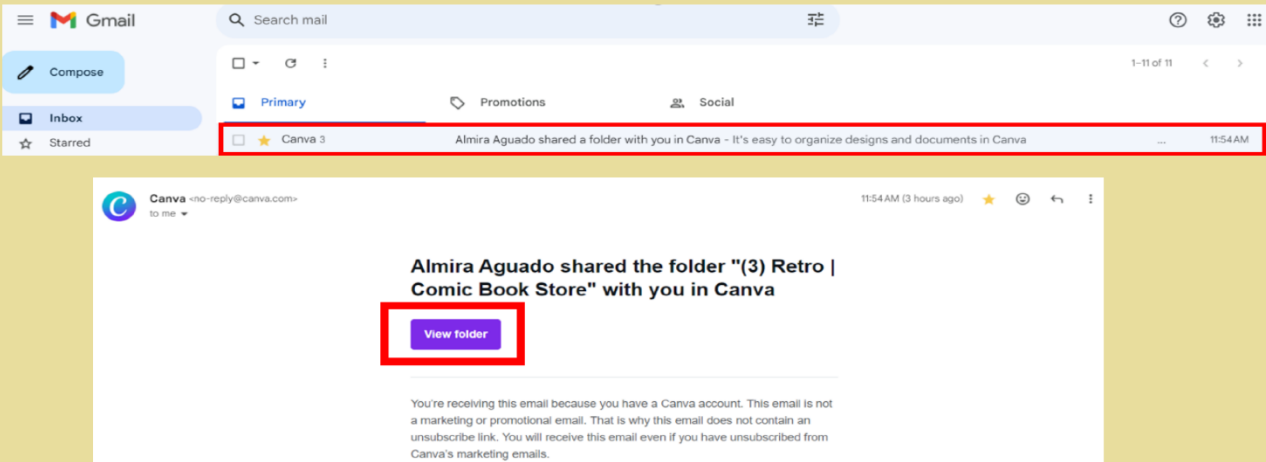 Gmail
Search mail
Compose
1–11 of 11
Primary
Promotions
Social
Inbox
Canva 3
Almira Aguado shared a folder with you in Canva - It's easy to organize designs and documents in Canva
...
11:54 AM
Starred
Canva <no-reply@canva.com>
11:54 AM (3 hours ago)
to me
Almira Aguado shared the folder "(3) Retro |
Comic Book Store" with you in Canva
View folder
You're receiving this email because you have a Canva account. This email is not
a marketing or promotional email. That is why this email does not contain an
unsubscribe link. You will receive this email even if you have unsubscribed from
Canva's marketing emails.